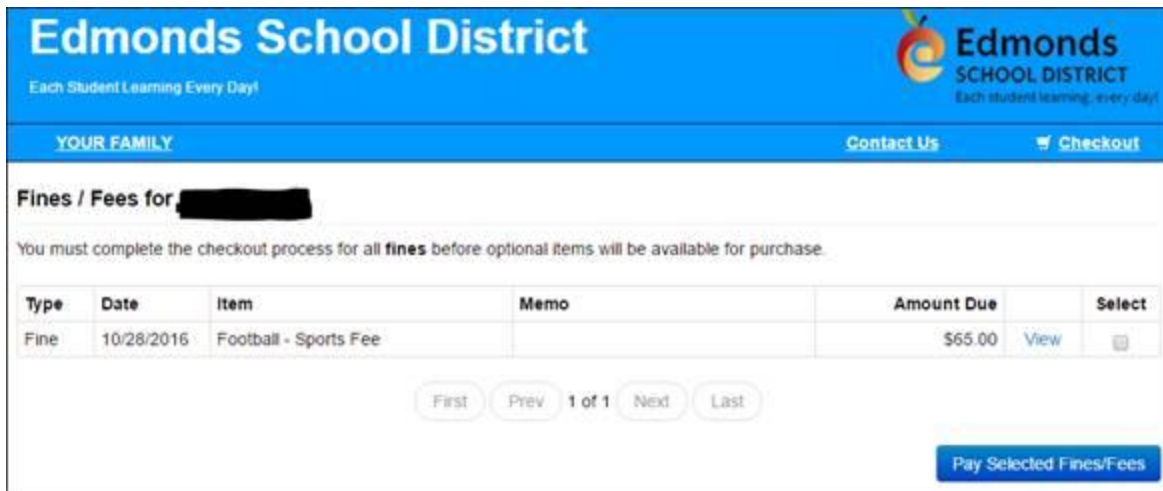 Edmonds School District
Each Student Learning Every Day!
Edmonds
SCHOOL DISTRICT
Each student learning, every day!
YOUR FAMILY
Contact Us
Checkout
Fines / Fees for
You must complete the checkout process for all fines before optional items will be available for purchase.
Type Date Item Memo Amount Due Select
Fine 10/28/2016 Football - Sports Fee $65.00 View
First Prev 1 of 1 Next Last
Pay Selected Fines/Fees